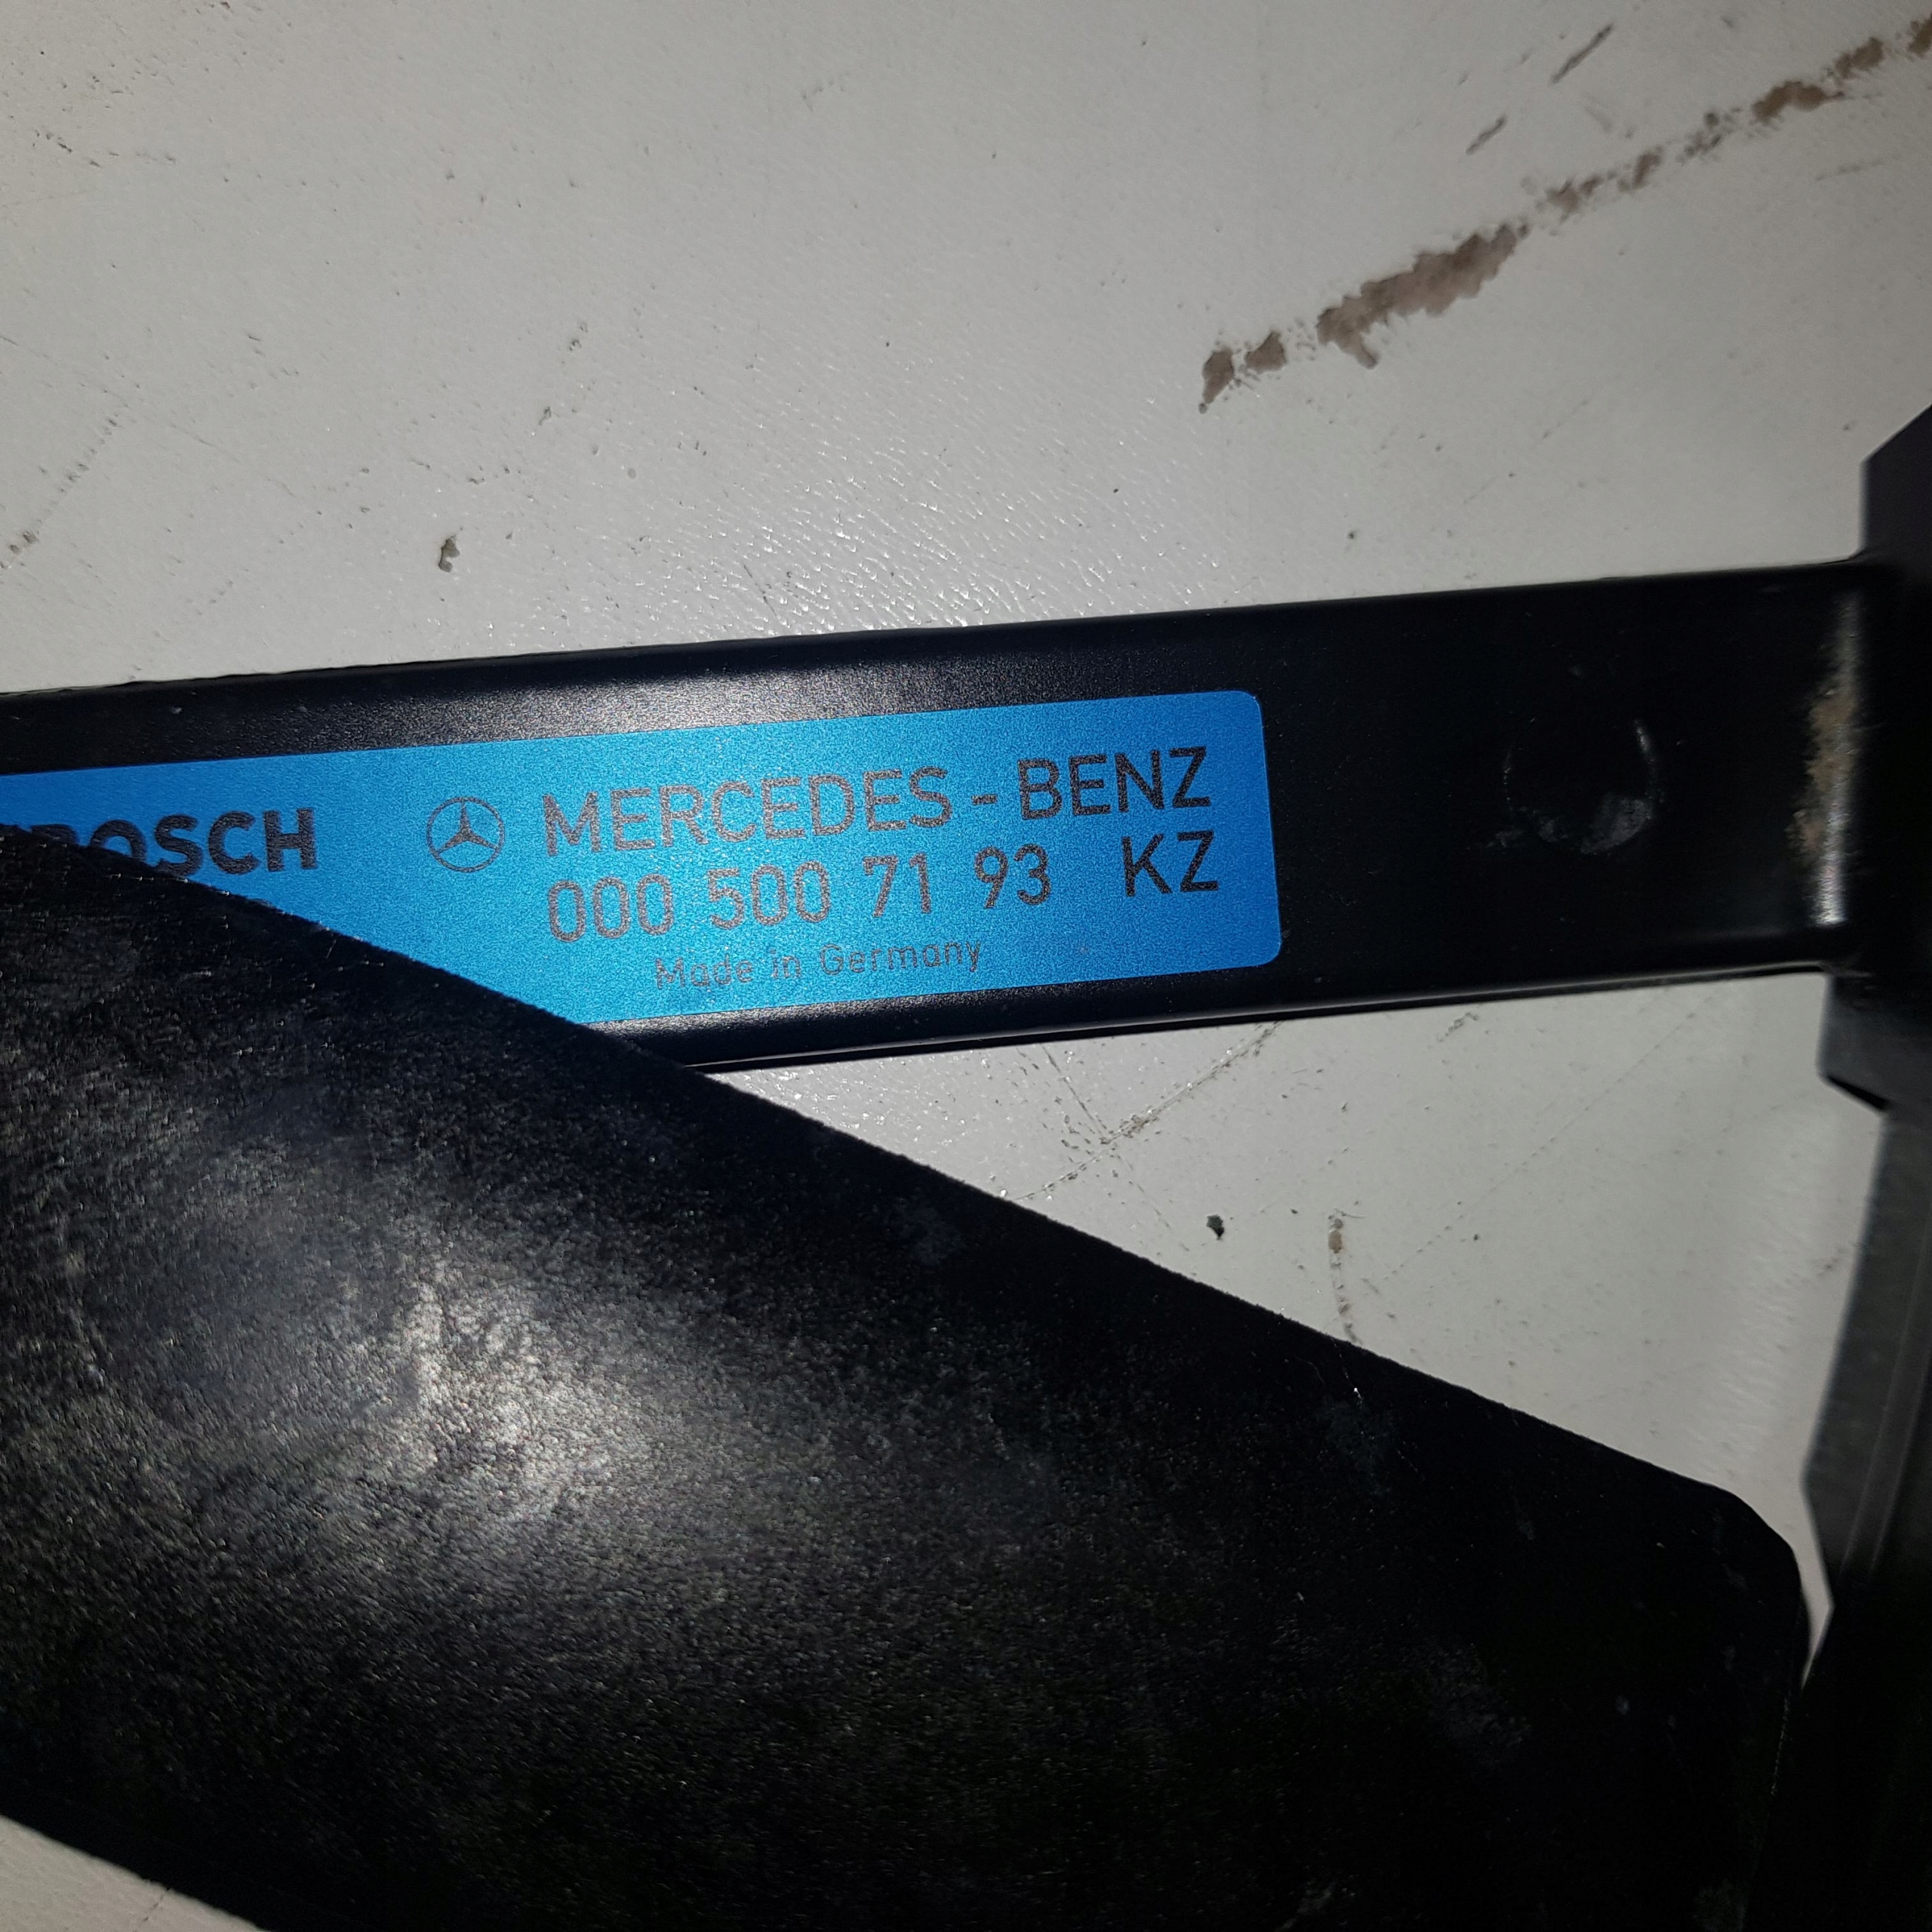 BOSCH
MERCEDES-BENZ
000 500 71 93 KZ
Made in Germany